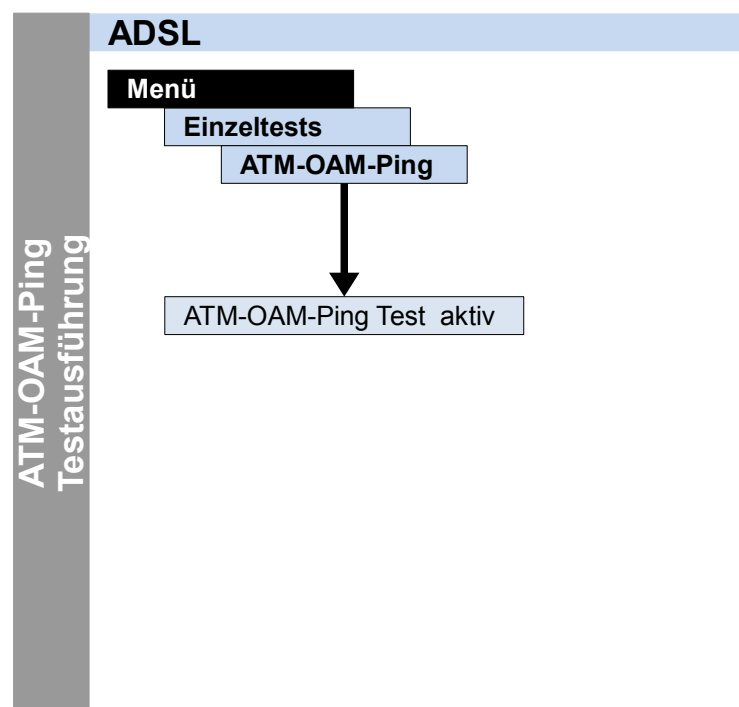 ADSL
Menü
Einzeltests
ATM-OAM-Ping
ATM-OAM-Ping Test aktiv
ATM-OAM-Ping
Testausführung